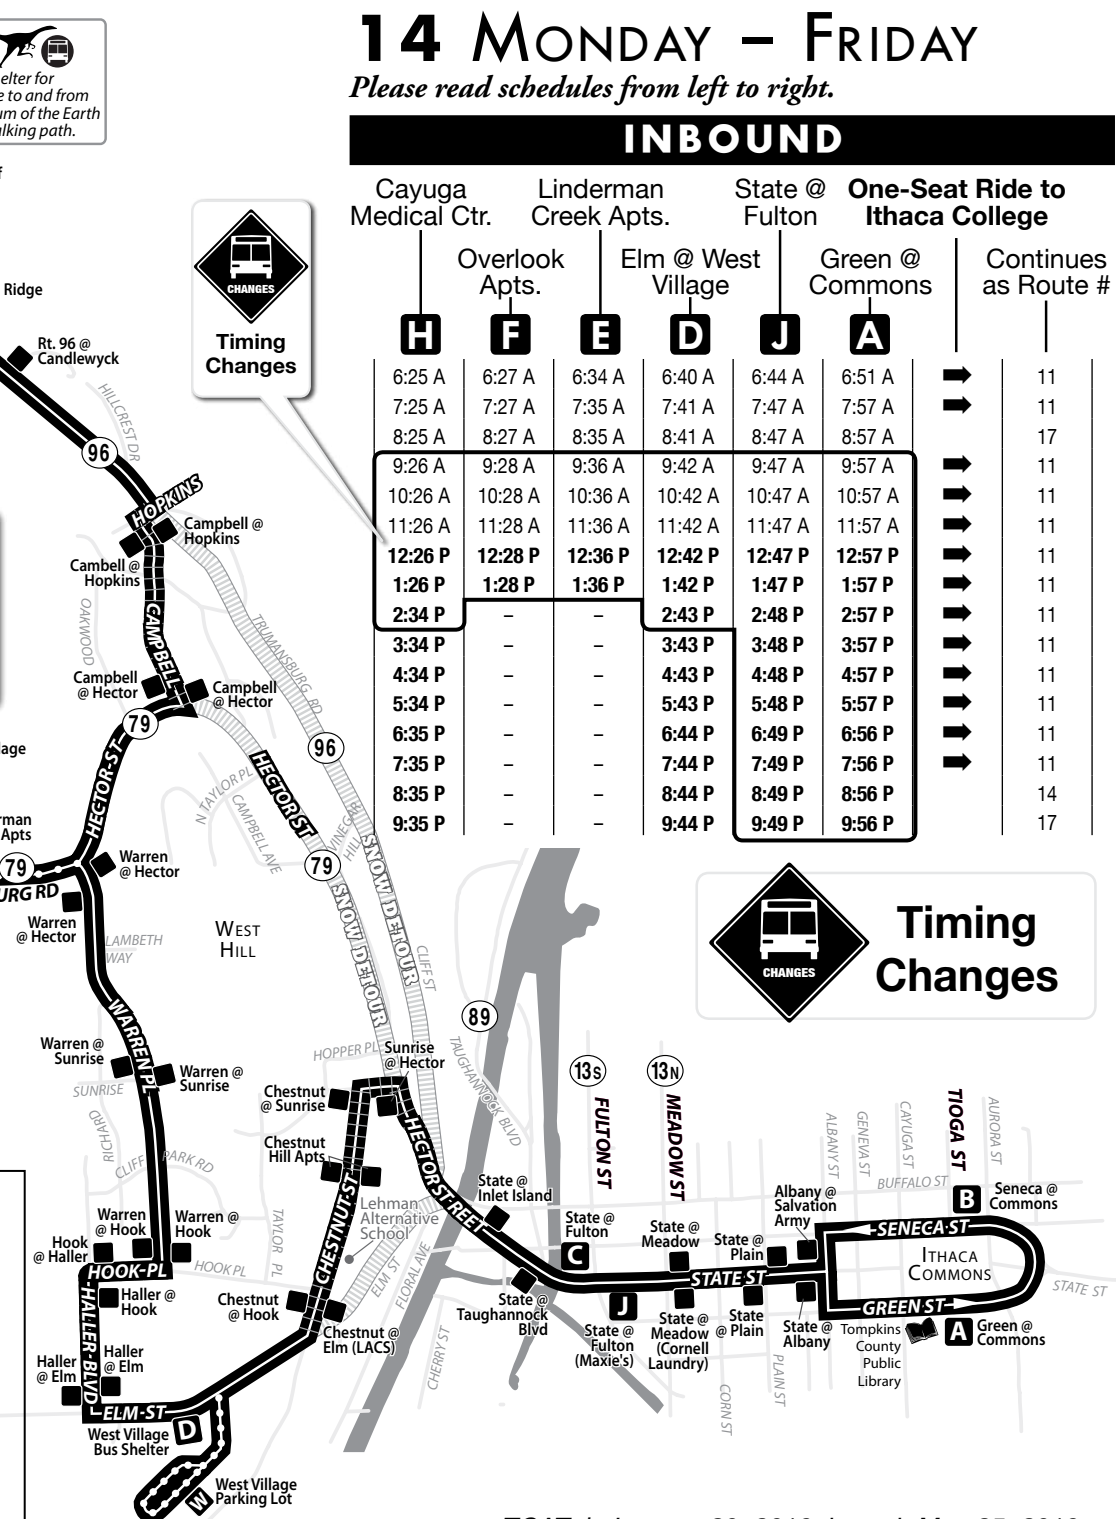 14 MONDAY – FRIDAY
Please read schedules from left to right.
INBOUND
Cayuga
Medical Ctr.
Linderman
Creek Apts.
State @
Fulton
One-Seat Ride to
Ithaca College
Overlook
Apts.
Elm @ West
Village
Green @
Commons
Continues
as Route #
H F E D J A
6:25 A 6:27 A 6:34 A 6:40 A 6:44 A 6:51 A 11
7:25 A 7:27 A 7:35 A 7:41 A 7:47 A 7:57 A 11
8:25 A 8:27 A 8:35 A 8:41 A 8:47 A 8:57 A 17
9:26 A 9:28 A 9:36 A 9:42 A 9:47 A 9:57 A 11
10:26 A 10:28 A 10:36 A 10:42 A 10:47 A 10:57 A 11
11:26 A 11:28 A 11:36 A 11:42 A 11:47 A 11:57 A 11
12:26 P 12:28 P 12:36 P 12:42 P 12:47 P 12:57 P 11
1:26 P 1:28 P 1:36 P 1:42 P 1:47 P 1:57 P 11
2:34 P – – 2:43 P 2:48 P 2:57 P 11
3:34 P – – 3:43 P 3:48 P 3:57 P 11
4:34 P – – 4:43 P 4:48 P 4:57 P 11
5:34 P – – 5:43 P 5:48 P 5:57 P 11
6:35 P – – 6:44 P 6:49 P 6:56 P 11
7:35 P – – 7:44 P 7:49 P 7:56 P 11
8:35 P – – 8:44 P 8:49 P 8:56 P 14
9:35 P – – 9:44 P 9:49 P 9:56 P 17
CHANGES
Timing
Changes
CHANGES
Timing
Changes
elter for
e to and from
um of the Earth
alking path.
Ridge
Rt. 96 @
Candlewyck
HILLCREST DR
96
HOPKINS
Campbell @
Hopkins
Cambell @
Hopkins
OAKWOOD
CAMPBELL
TRUMANSBURG RD
Campbell
@ Hector
Campbell
@ Hector
79
96
HECTOR ST
HECTOR ST
N TAYLOR PL
CAMPBELL AVE
VINEGAR
HILL
79
SNOW DETOUR
SNOW DETOUR
CLIFF ST
Apts
79
URG RD
Warren
@ Hector
Warren
@ Hector
LAMBETH
WAY
WEST
HILL
WARREN PL
Warren @
Sunrise
Warren @
Sunrise
SUNRISE
RICHARD
CLIFF PARK RD
HOPPER PL
Sunrise
@ Hector
Chestnut
@ Sunrise
Chestnut
Hill Apts
CHESTNUT ST
Lehman
Alternative
School
HECTOR STREET
89
TAUGHANNOCK BLVD
13S
13N
FULTON ST
MEADOW ST
TIOGA ST
AURORA ST
ALBANY ST
GENEVA ST
CAYUGA ST
BUFFALO ST
State @
Inlet Island
State @
Fulton
C
State @
Meadow
State @
Plain
Albany @
Salvation
Army
B
Seneca @
Commons
SENECA ST
ITHACA
COMMONS
GREEN ST
STATE ST
STATE ST
Warren
@ Hook
Warren @
Hook
Hook
@ Haller
HOOK PL
HOOK PL
TAYLOR PL
Haller @
Hook
HALLER BLVD
Haller
@ Elm
Haller
@ Elm
ELM ST
Chestnut
@ Hook
Chestnut @
Elm (LACS)
ELM ST
FLORAL AVE
CHERRY ST
State @
Taughannock
Blvd
J
State @
Fulton
(Maxie's)
State @
Meadow
(Cornell
Laundry)
State
@ Plain
State @
Albany
Tompkins
County
Public
Library
A
Green @
Commons
PLAIN ST
CORN ST
West Village
Bus Shelter
D
W
West Village
Parking Lot